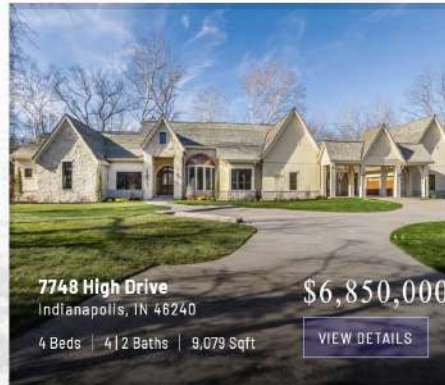 7748 High Drive
Indianapolis, IN 46240
4 Beds | 4|2 Baths | 9,079 Sqft
$6,850,000
VIEW DETAILS